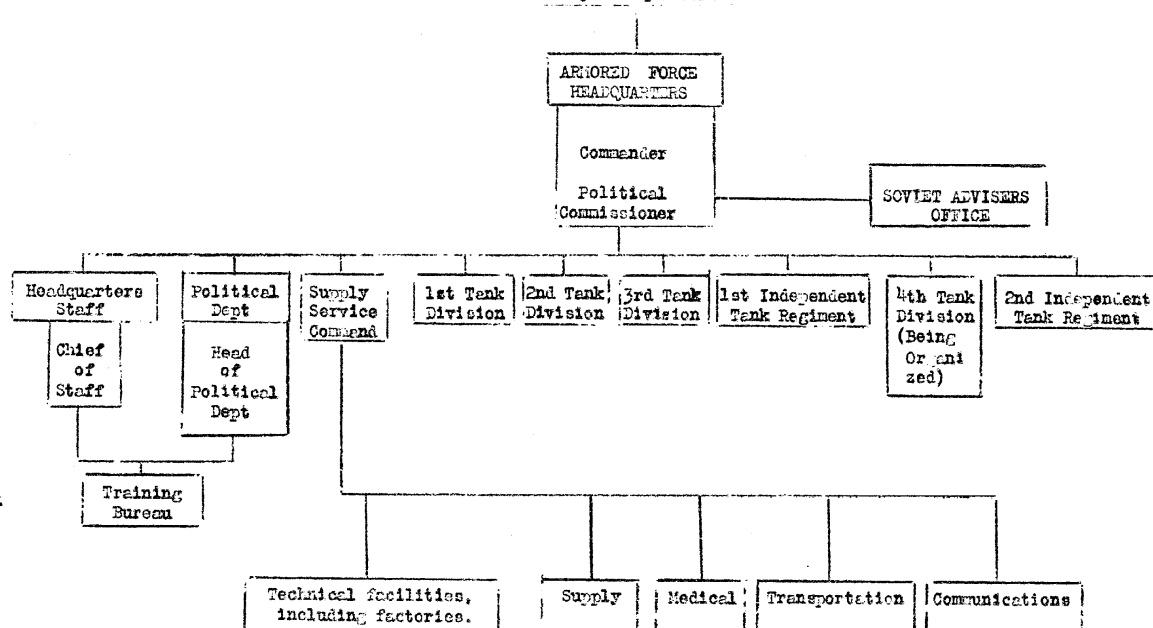 ARMORED FORCE
HEADQUARTERS
Commander
Political
Commissioner
SOVIET ADVISERS
OFFICE
Headquarters
Staff
Chief
of
Staff
Political
Dept
Head
of
Political
Dept
Supply
Service
Command
1st Tank
Division
2nd Tank
Division
3rd Tank
Division
1st Independent
Tank Regiment
4th Tank
Division
(Being
Organi
zed)
2nd Independent
Tank Regiment
Training
Bureau
Technical facilities,
including factories.
Supply
Medical
Transportation
Communications